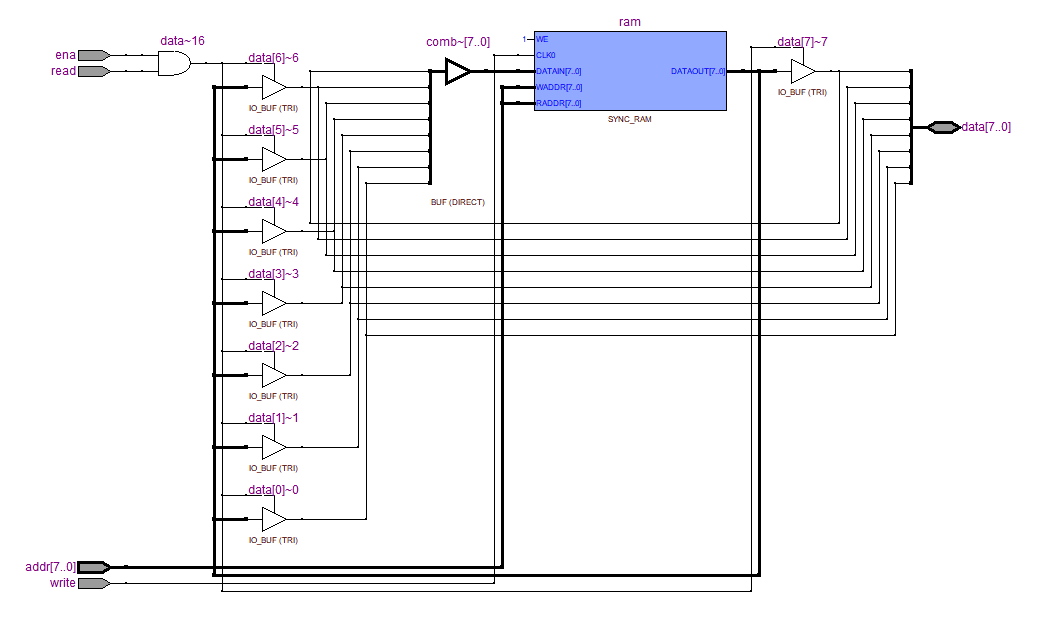 ram
data~16
comb~[7..0]
data[7]~7
1
WE
ena
CLK0
data[6]~6
read
DATAIN[7..0]
DATAOUT[7..0]
WADDR[7..0]
IO_BUF (TRI)
RADDR[7..0]
IO_BUF (TRI)
SYNC_RAM
data[7..0]
data[5]~5
IO_BUF (TRI)
data[4]~4
BUF (DIRECT)
IO_BUF (TRI)
data[3]~3
IO_BUF (TRI)
data[2]~2
IO_BUF (TRI)
data[1]~1
IO_BUF (TRI)
data[0]~0
IO_BUF (TRI)
addr[7..0]
write